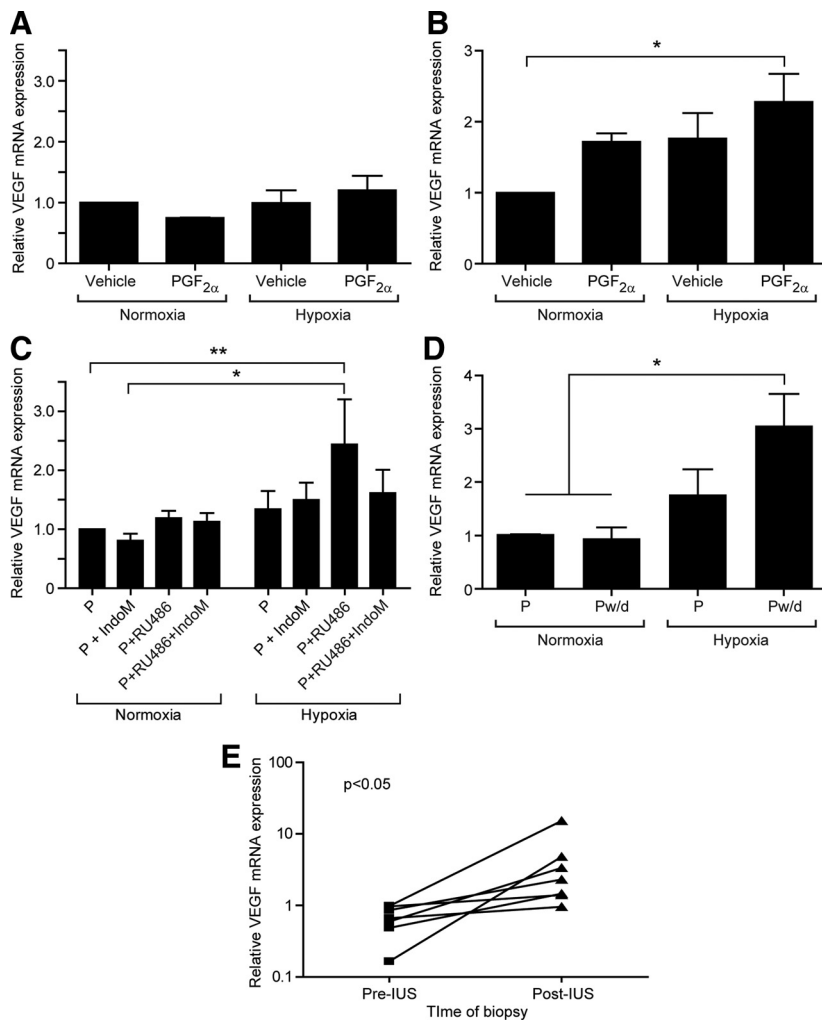 A
Relative VEGF mRNA expression
3.0
2.0
1.0
0
Vehicle PGF2α Vehicle PGF2α
Normoxia Hypoxia
B
Relative VEGF mRNA expression
*
3
2
1
0
Vehicle PGF2α Vehicle PGF2α
Normoxia Hypoxia
C
Relative VEGF mRNA expression
**
*
3.0
2.0
1.0
0
P P + IndoM P+RU486 P+RU486+IndoM P P + IndoM P+RU486 P+RU486+IndoM
Normoxia Hypoxia
D
Relative VEGF mRNA expression
*
4
3
2
1
0
P Pw/d P Pw/d
Normoxia Hypoxia
E
Relative VEGF mRNA expression
100
p<0.05
10
1
0.1
Pre-IUS Post-IUS
TIme of biopsy